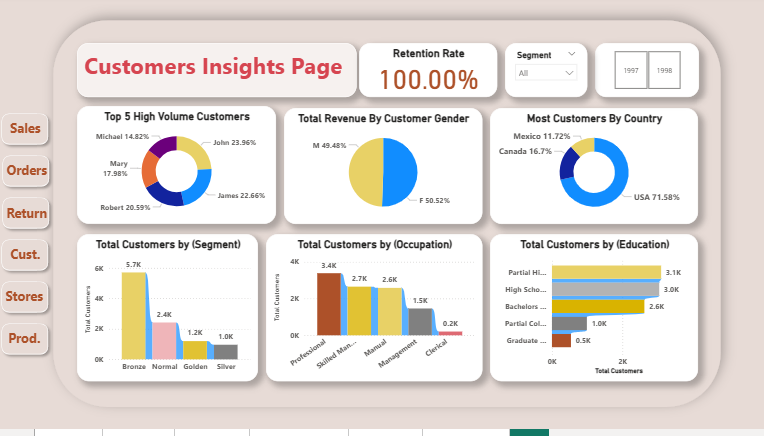 Customers Insights Page
Retention Rate
100.00%
Segment
All
1997
1998
Sales
Orders
Return
Cust.
Stores
Prod.
Top 5 High Volume Customers
Michael 14.82%
John 23.96%
Mary
17.98%
James 22.66%
Robert 20.59%
Total Revenue By Customer Gender
M 49.48%
F 50.52%
Most Customers By Country
Mexico 11.72%
Canada 16.7%
USA 71.58%
Total Customers by (Segment)
Total Customers
6K
4K
2K
0K
5.7K
2.4K
1.2K
1.0K
Bronze
Normal
Golden
Silver
Total Customers by (Occupation)
Total Customers
4K
2K
0K
3.4K
2.7K
2.6K
1.5K
0.2K
Professional
Skilled Man...
Manual
Management
Clerical
Total Customers by (Education)
Partial Hi...
3.1K
High Scho...
3.0K
Bachelors ...
2.6K
Partial Col...
1.0K
Graduate ...
0.5K
0K
2K
Total Customers